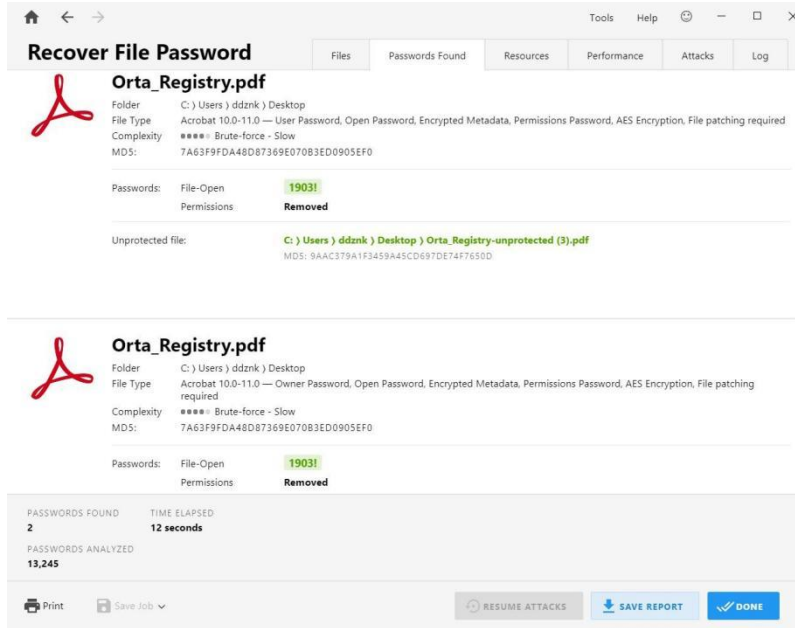 Tools Help
Recover File Password
Files Passwords Found Resources Performance Attacks Log
Orta_Registry.pdf
Folder C: ) Users ) ddznk ) Desktop
File Type Acrobat 10.0-11.0 — User Password, Open Password, Encrypted Metadata, Permissions Password, AES Encryption, File patching required
Complexity Brute-force - Slow
MD5: 7A63F9FDA48D87369E070B3ED0905EF0
Passwords: File-Open 1903!
Permissions Removed
Unprotected file: C: ) Users ) ddznk ) Desktop ) Orta_Registry-unprotected (3).pdf
MD5: 9AAC379A1F3459A45CD697DE74F7650D
Orta_Registry.pdf
Folder C: ) Users ) ddznk ) Desktop
File Type Acrobat 10.0-11.0 — Owner Password, Open Password, Encrypted Metadata, Permissions Password, AES Encryption, File patching
required
Complexity Brute-force - Slow
MD5: 7A63F9FDA48D87369E070B3ED0905EF0
Passwords: File-Open 1903!
Permissions Removed
PASSWORDS FOUND TIME ELAPSED
2 12 seconds
PASSWORDS ANALYZED
13,245
Print Save Job RESUME ATTACKS SAVE REPORT DONE